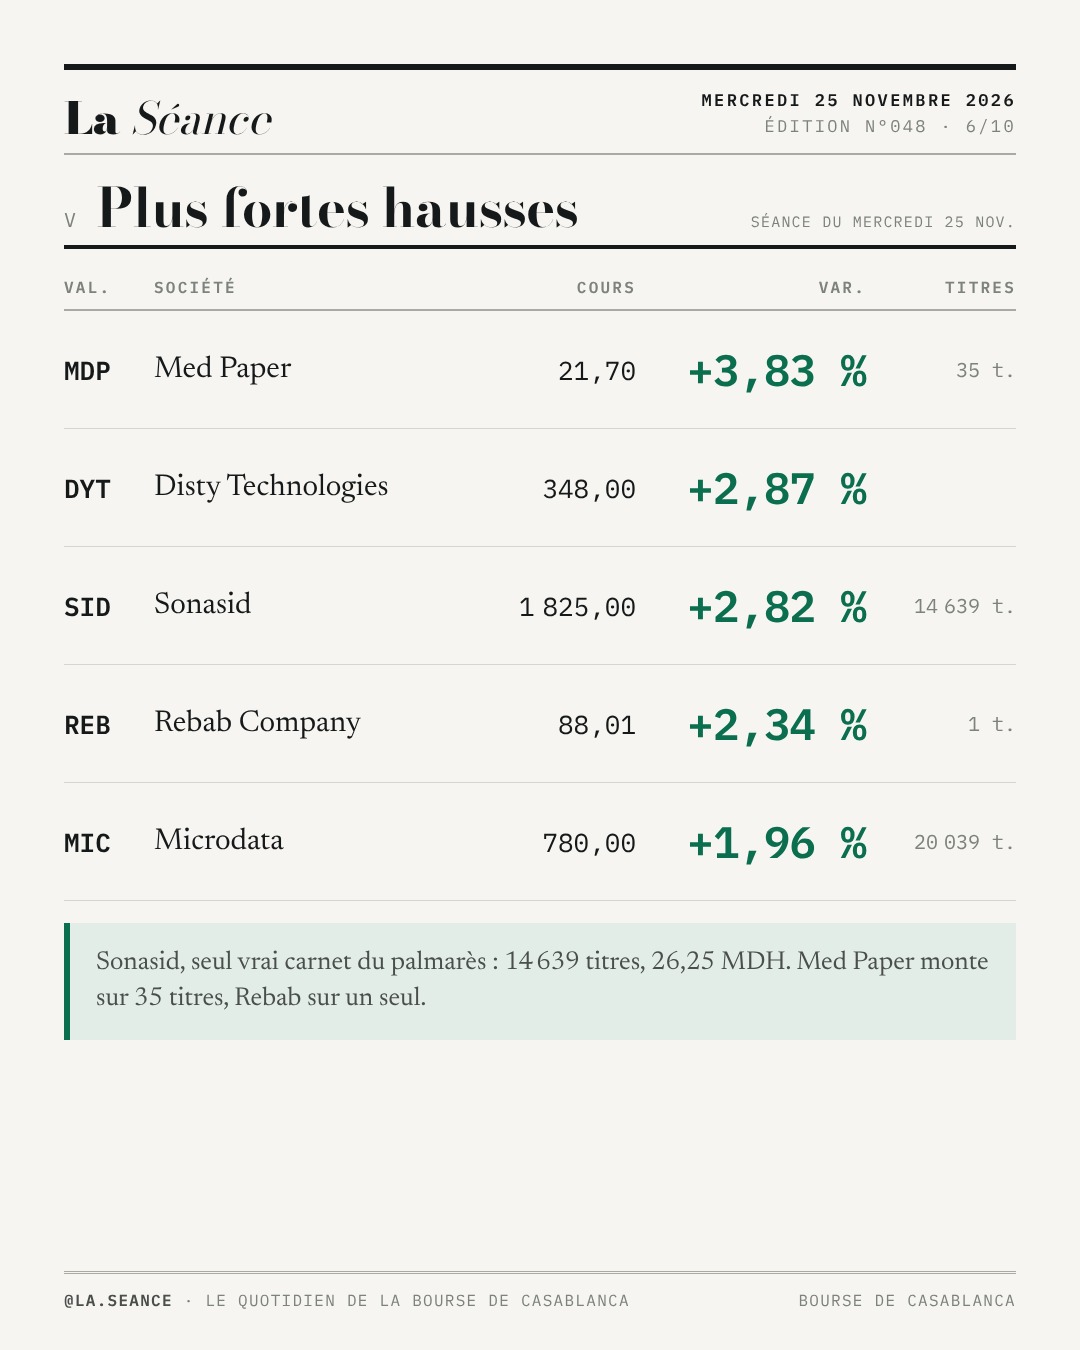 La Séance
MERCREDI 25 NOVEMBRE 2026
ÉDITION N°048 · 6/10
V Plus fortes hausses
SÉANCE DU MERCREDI 25 NOV.
VAL. SOCIÉTÉ COURS VAR. TITRES
MDP Med Paper 21,70 +3,83 % 35 t.
DYT Disty Technologies 348,00 +2,87 %
SID Sonasid 1 825,00 +2,82 % 14 639 t.
REB Rebab Company 88,01 +2,34 % 1 t.
MIC Microdata 780,00 +1,96 % 20 039 t.
Sonasid, seul vrai carnet du palmarès : 14 639 titres, 26,25 MDH. Med Paper monte
sur 35 titres, Rebab sur un seul.
@LA.SEANCE · LE QUOTIDIEN DE LA BOURSE DE CASABLANCA
BOURSE DE CASABLANCA